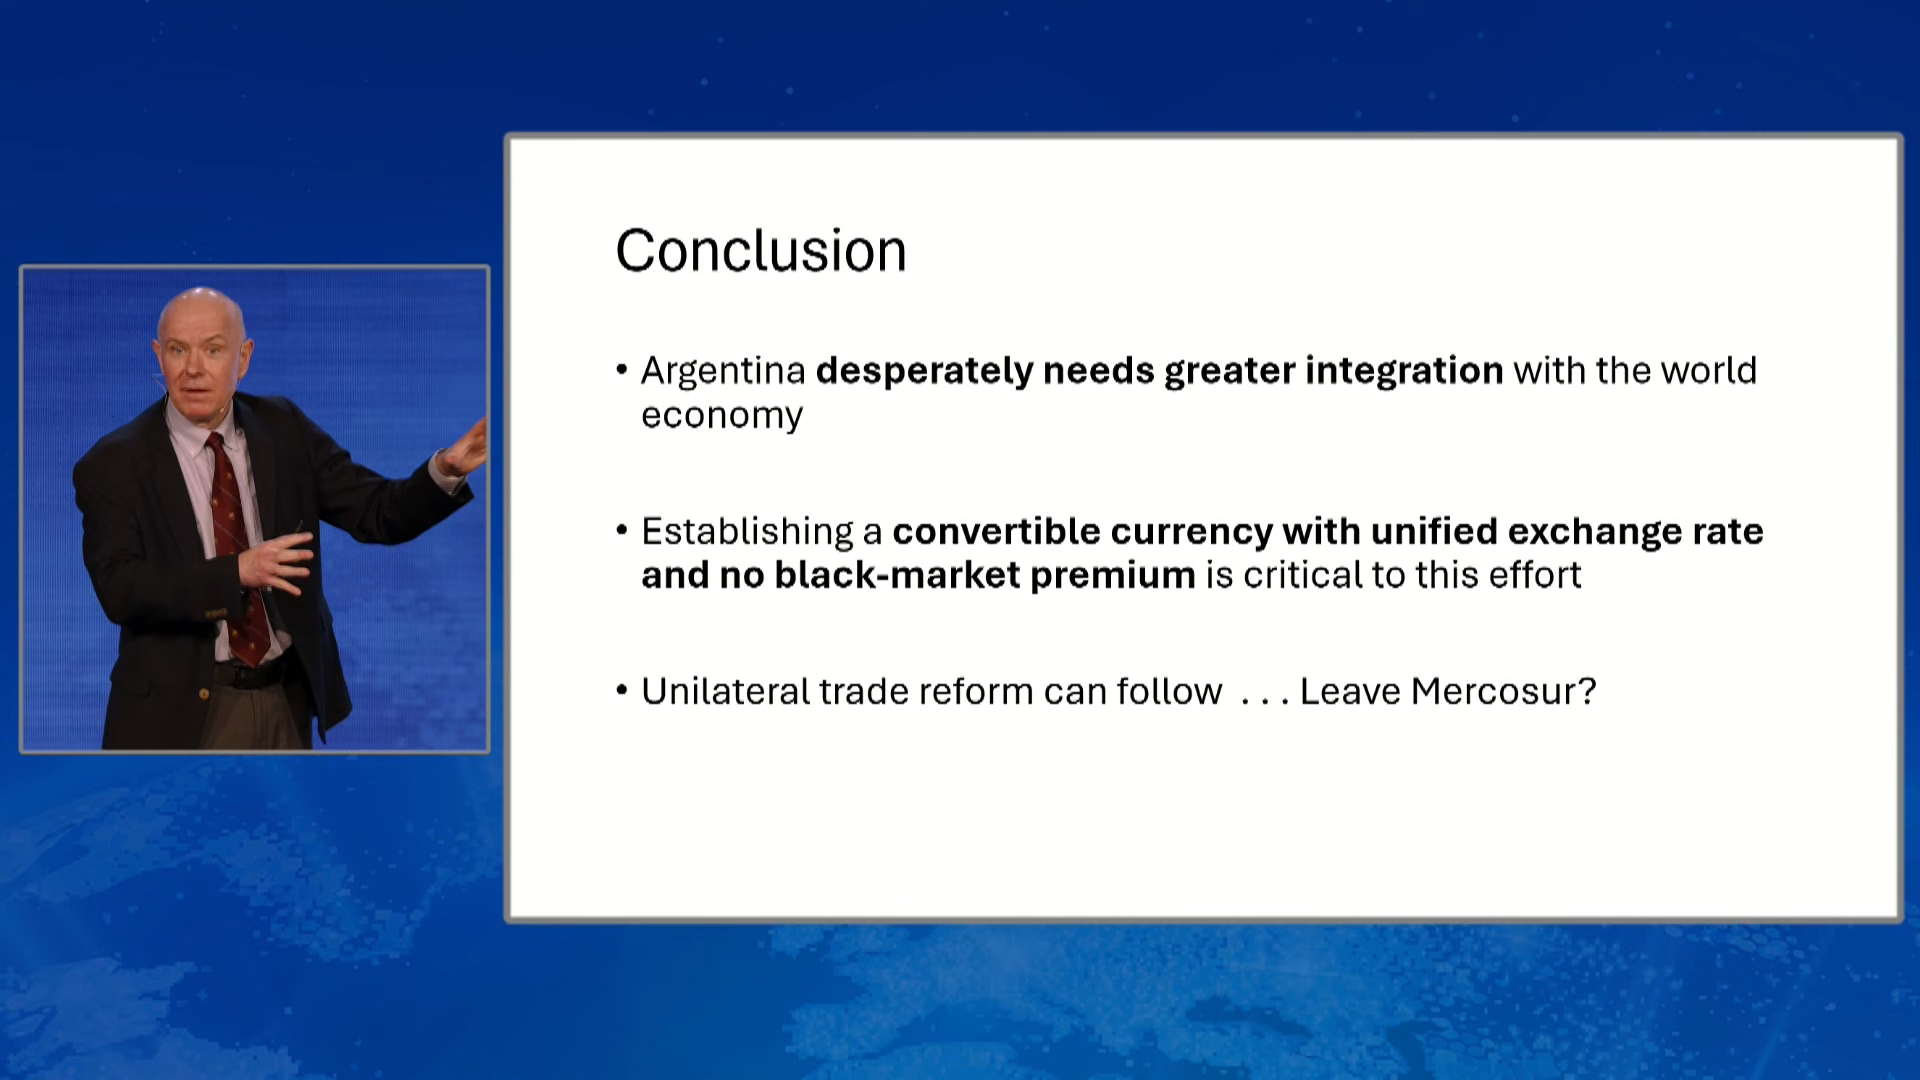 Conclusion
• Argentina desperately needs greater integration with the world
economy
• Establishing a convertible currency with unified exchange rate
and no black-market premium is critical to this effort
• Unilateral trade reform can follow . . . Leave Mercosur?